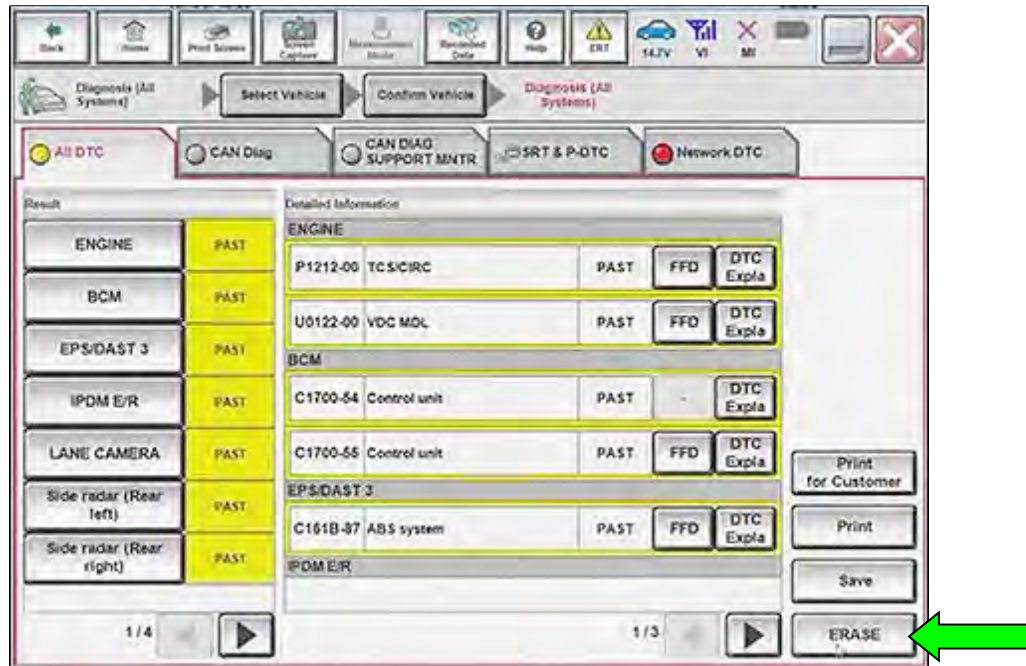 Back
Home
Print Screen
Screen
Capture
Measurement
Mode
Recorded
Data
Help
ERT
14.7V
VI
MI
Diagnosis (All
Systems)
Select Vehicle
Confirm Vehicle
Diagnosis (All
Systems)
All DTC
CAN Diag
CAN DIAG
SUPPORT MNTR
SRT & P-DTC
Network DTC
Result
ENGINE PAST
BCM PAST
EPS/DAST 3 PAST
IPDM E/R PAST
LANE CAMERA PAST
Side radar (Rear
left) PAST
Side radar (Rear
right) PAST
1/4
Detailed Information
ENGINE
P1212-00 TCS/CIRC PAST FFD DTC
Expla
U0122-00 VDC MDL PAST FFD DTC
Expla
BCM
C1700-54 Control unit PAST - DTC
Expla
C1700-55 Control unit PAST FFD DTC
Expla
EPS/DAST 3
C161B-87 ABS system PAST FFD DTC
Expla
IPDM E/R
1/3
Print
for Customer
Print
Save
ERASE